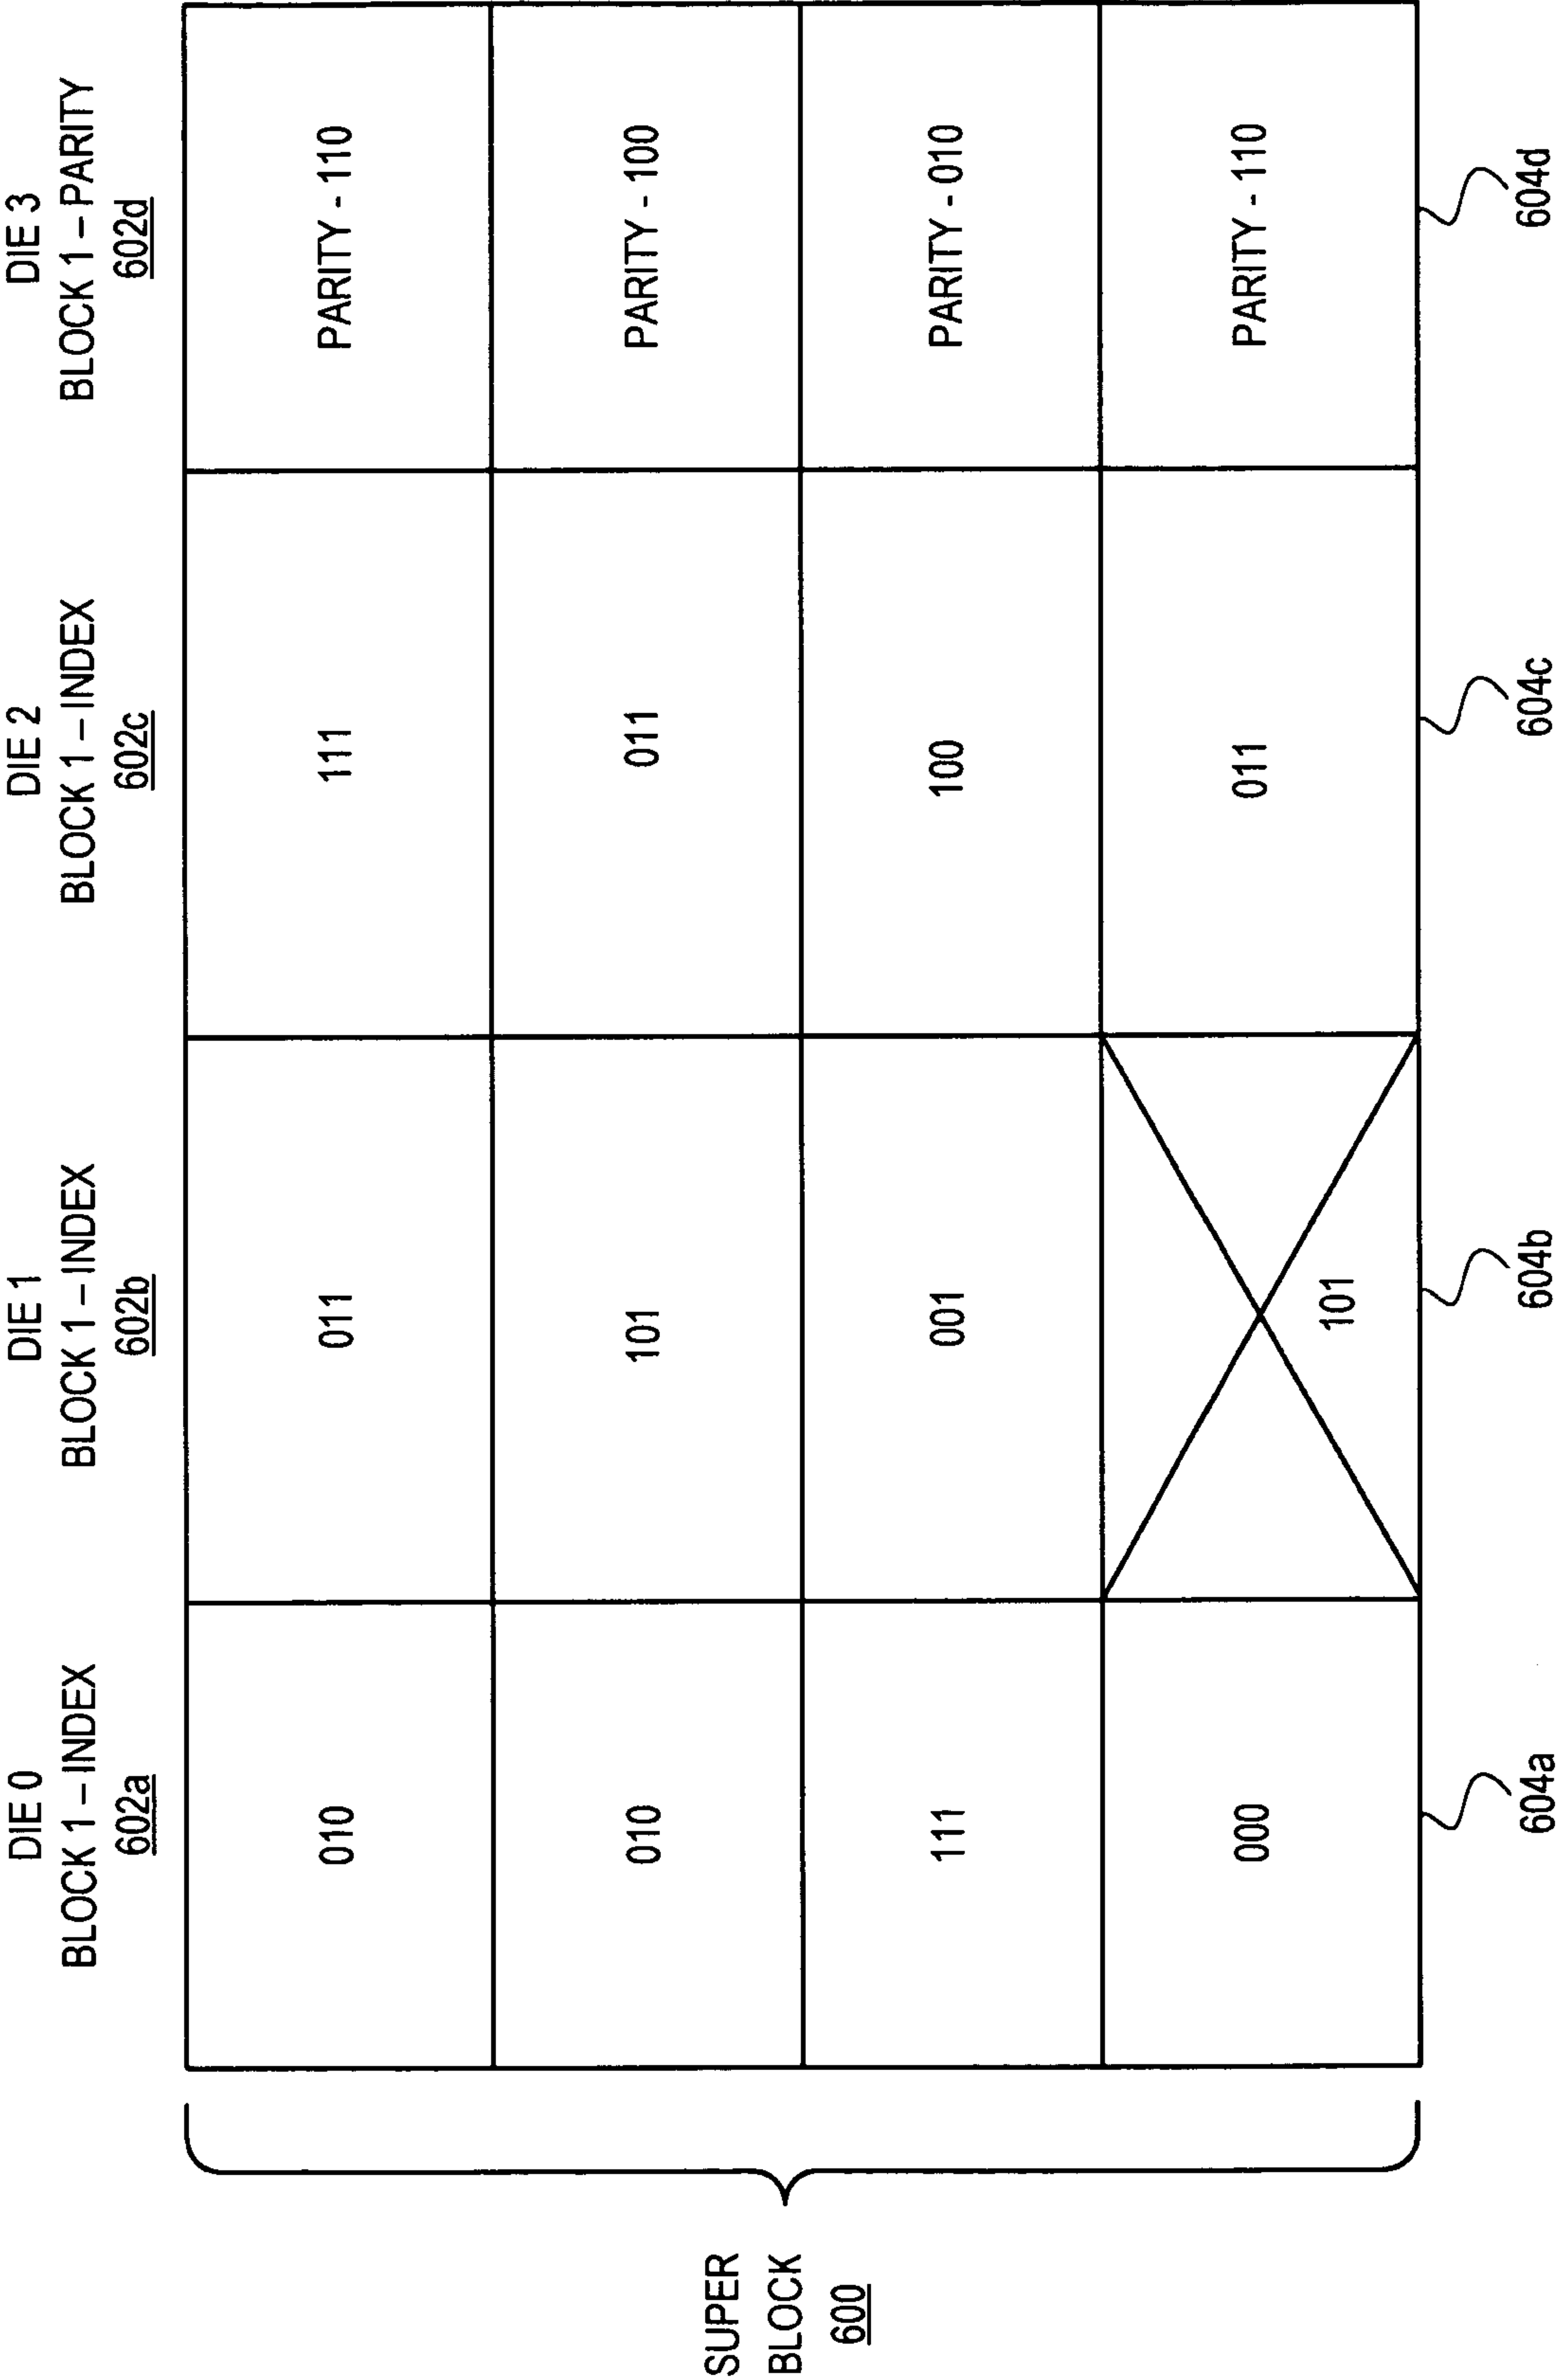 DIE 0
BLOCK 1 – INDEX
602a
DIE 1
BLOCK 1 – INDEX
602b
DIE 2
BLOCK 1 – INDEX
602c
DIE 3
BLOCK 1 – PARITY
602d
010
011
111
PARITY - 110
010
101
011
PARITY - 100
111
001
100
PARITY - 010
000
101
011
PARITY - 110
SUPER
BLOCK
600
604a
604b
604c
604d